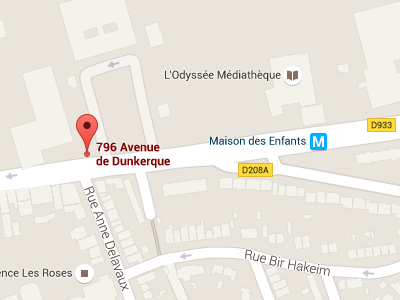 L'Odyssée Médiathèque
D933
Maison des Enfants M
796 Avenue
de Dunkerque
D208A
Rue Anne Delavaux
Rue Bir Hakeim
ence Les Roses